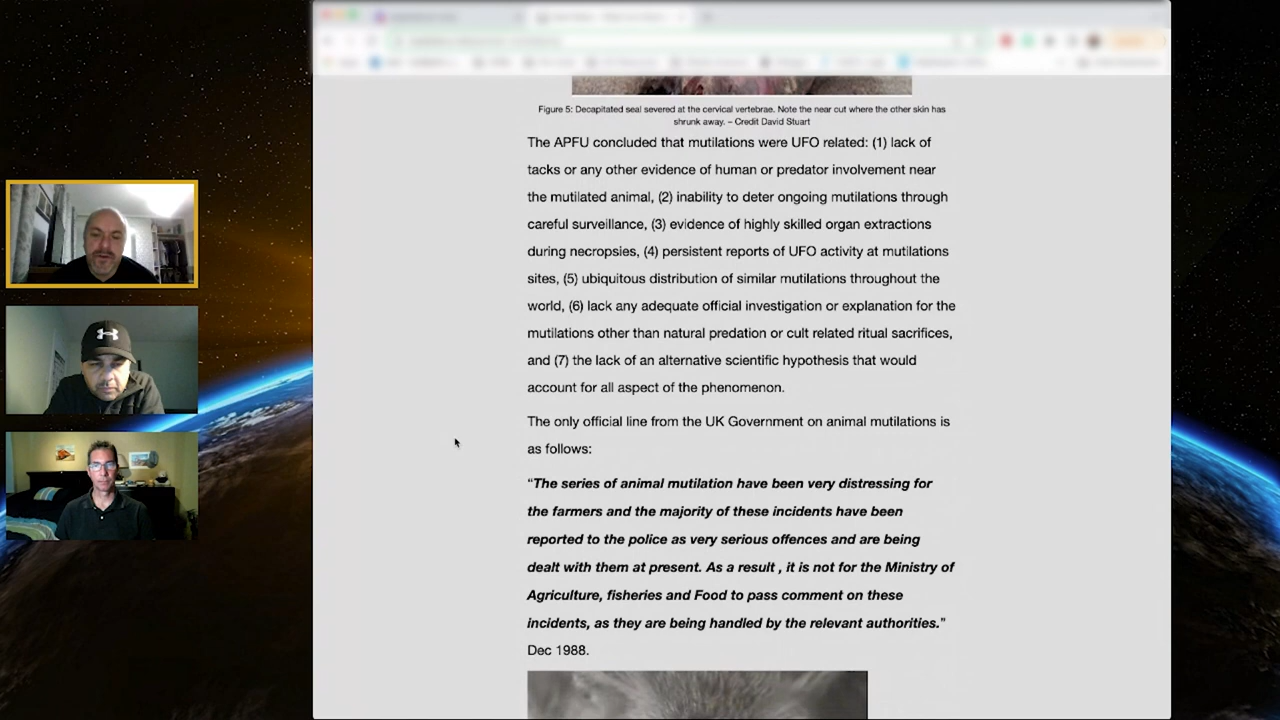 Figure 5: Decapitated seal severed at the cervical vertebrae. Note the near cut where the other skin has
shrunk away. – Credit David Stuart
The APFU concluded that mutilations were UFO related: (1) lack of
tacks or any other evidence of human or predator involvement near
the mutilated animal, (2) inability to deter ongoing mutilations through
careful surveillance, (3) evidence of highly skilled organ extractions
during necropsies, (4) persistent reports of UFO activity at mutilations
sites, (5) ubiquitous distribution of similar mutilations throughout the
world, (6) lack any adequate official investigation or explanation for the
mutilations other than natural predation or cult related ritual sacrifices,
and (7) the lack of an alternative scientific hypothesis that would
account for all aspect of the phenomenon.
The only official line from the UK Government on animal mutilations is
as follows:
“The series of animal mutilation have been very distressing for
the farmers and the majority of these incidents have been
reported to the police as very serious offences and are being
dealt with them at present. As a result , it is not for the Ministry of
Agriculture, fisheries and Food to pass comment on these
incidents, as they are being handled by the relevant authorities.”
Dec 1988.